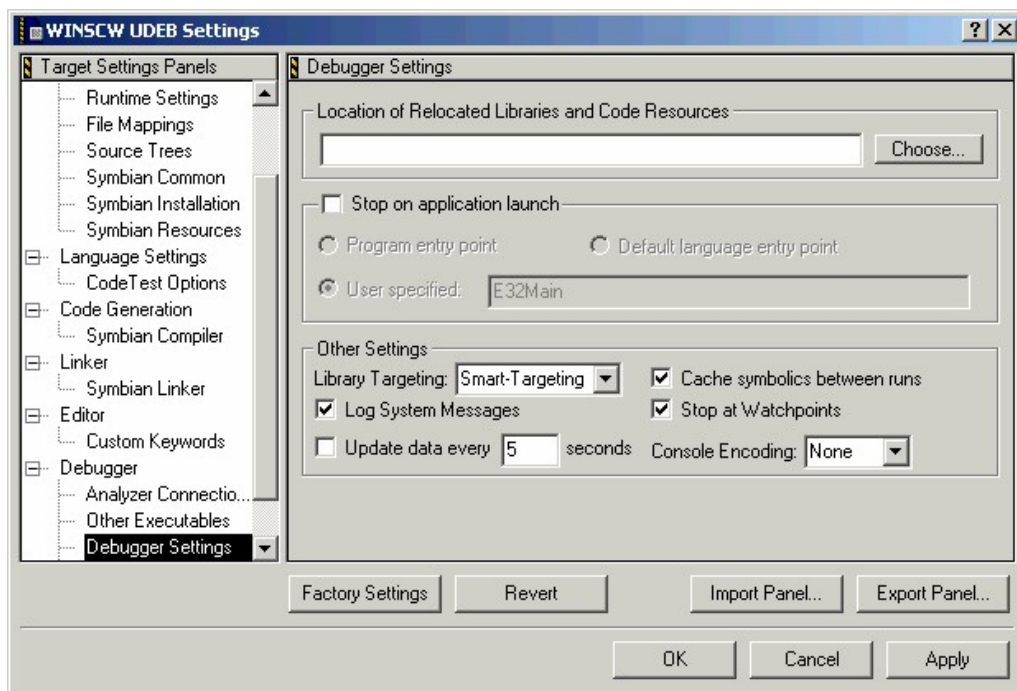 WINSCW UDEB Settings
Target Settings Panels
Runtime Settings
File Mappings
Source Trees
Symbian Common
Symbian Installation
Symbian Resources
Language Settings
CodeTest Options
Code Generation
Symbian Compiler
Linker
Symbian Linker
Editor
Custom Keywords
Debugger
Analyzer Connectio...
Other Executables
Debugger Settings
Debugger Settings
Location of Relocated Libraries and Code Resources
Choose...
Stop on application launch
Program entry point Default language entry point
User specified: E32Main
Other Settings
Library Targeting: Smart-Targeting Cache symbolics between runs
Log System Messages Stop at Watchpoints
Update data every 5 seconds Console Encoding: None
Factory Settings Revert Import Panel... Export Panel...
OK Cancel Apply